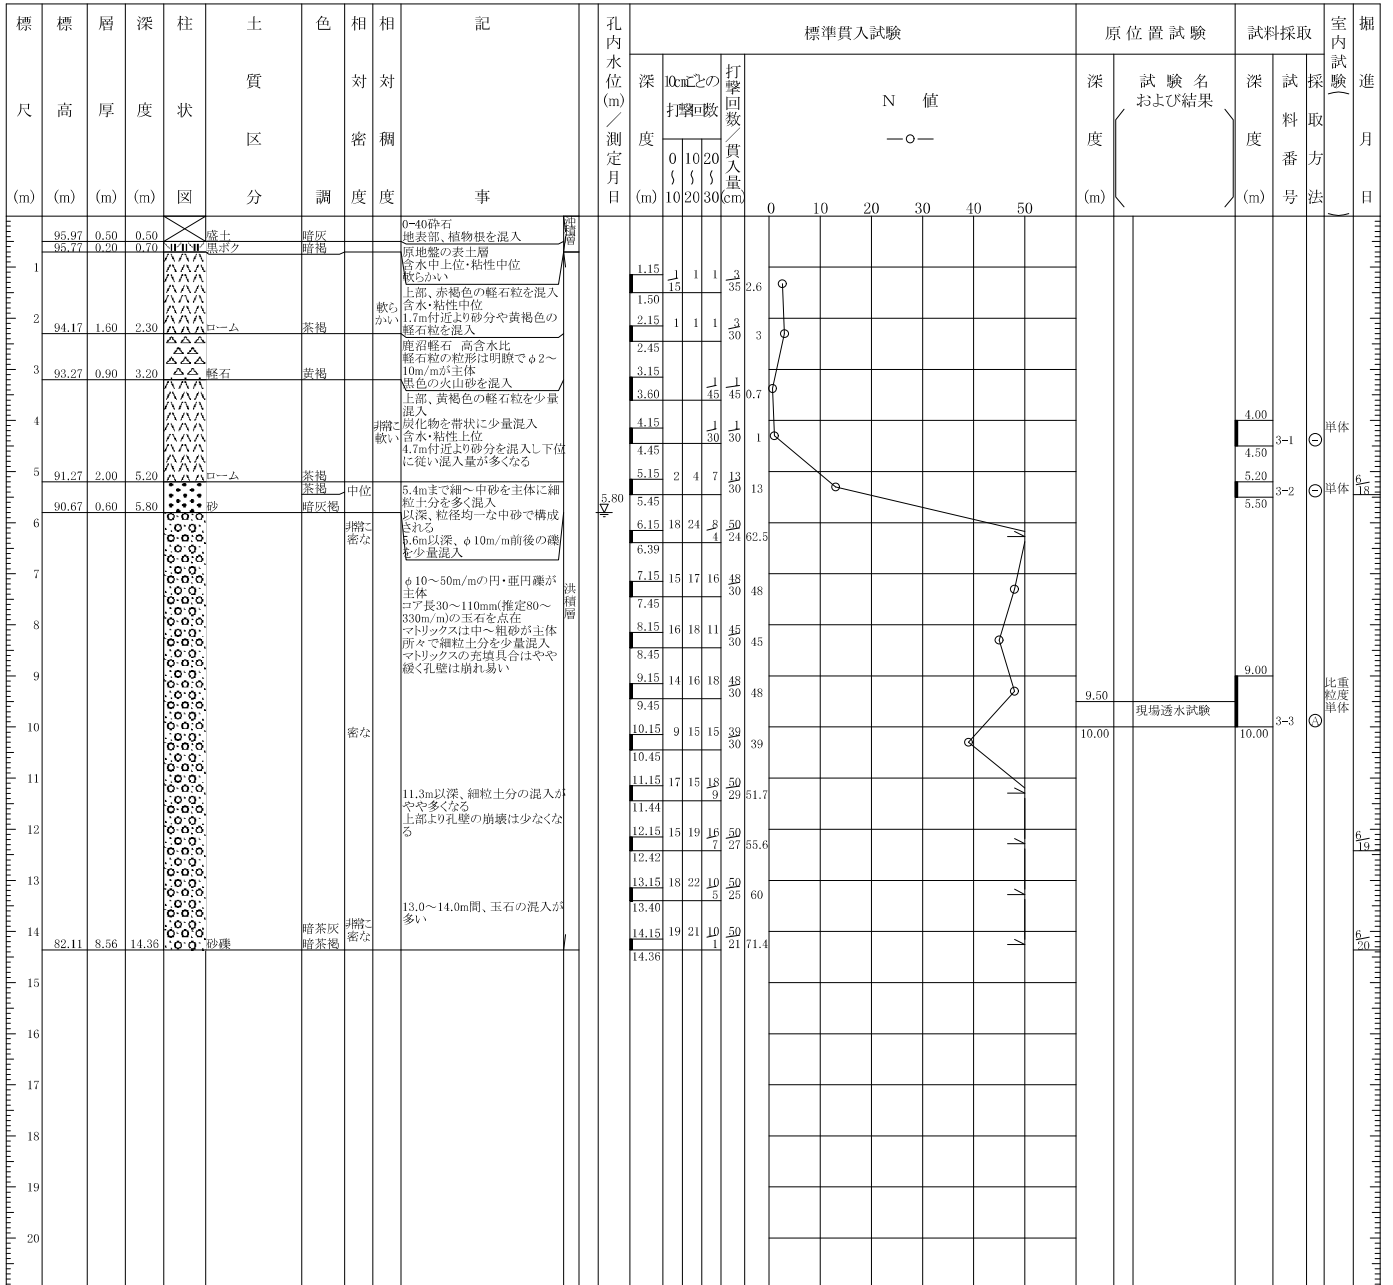 標尺(m) 標高(m) 層厚(m) 深度(m) 柱状図 土質区分 色調 相対密度 相対稠度 記事 孔内水位(m)/測定月日 標準貫入試験 原位置試験 試料採取 室内試験( ) 掘進月日
深度(m) 10cmごとの打撃回数 打撃回数/貫入量(cm) N 値 深度(m) 試験名および結果 深度(m) 試料番号 採取方法
0〜10 10〜20 20〜30
0 10 20 30 40 50
95.97 0.50 0.50 盛土 暗灰
0-40砕石
地表部、植物根を混入
沖積層
95.77 0.20 0.70 黒ボク 暗褐
原地盤の表土層
含水中上位・粘性中位
軟らかい
94.17 1.60 2.30 ローム 茶褐 軟らかい
上部、赤褐色の軽石粒を混入
含水・粘性中位
1.7m付近より砂分や黄褐色の
軽石粒を混入
93.27 0.90 3.20 軽石 黄褐
鹿沼軽石 高含水比
軽石粒の粒形は明瞭でφ2〜
10m/mが主体
黒色の火山砂を混入
91.27 2.00 5.20 ローム 茶褐 非常に軟い
上部、黄褐色の軽石粒を少量
混入
炭化物を帯状に少量混入
含水・粘性上位
4.7m付近より砂分を混入し下位
に従い混入量が多くなる
茶褐 中位
90.67 0.60 5.80 砂 暗灰褐
5.4mまで細〜中砂を主体に細
粒土分を多く混入
以深、粒径均一な中砂で構成
される
5.6m以深、φ10m/m前後の礫
を少量混入
非常に密な
φ10〜50m/mの円・亜円礫が
主体
コア長30〜110mm(推定80〜
330m/m)の玉石を点在
マトリックスは中〜粗砂が主体
所々で細粒土分を少量混入
マトリックスの充填具合はやや
緩く孔壁は崩れ易い
洪積層
密な
11.3m以深、細粒土分の混入が
やや多くなる
上部より孔壁の崩壊は少なくな
る
13.0〜14.0m間、玉石の混入が
多い
暗茶灰 非常に密な
82.11 8.56 14.36 砂礫 暗茶褐
5.80
1.15 1/15 1 1 3/35 2.6
1.50
2.15 1 1 1 3/30 3
2.45
3.15 1/45 1/45 0.7
3.60
4.15 1/30 1/30 1
4.45
5.15 2 4 7 13/30 13
5.45
6.15 18 24 8/4 50/24 62.5
6.39
7.15 15 17 16 48/30 48
7.45
8.15 16 18 11 45/30 45
8.45
9.15 14 16 18 48/30 48
9.45
10.15 9 15 15 39/30 39
10.45
11.15 17 15 18/9 50/29 51.7
11.44
12.15 15 19 16/7 50/27 55.6
12.42
13.15 18 22 10/5 50/25 60
13.40
14.15 19 21 10/1 50/21 71.4
14.36
9.50
現場透水試験
10.00
4.00
3-1 単体
4.50
5.20
3-2 単体
5.50
9.00
3-3 A 比重 粒度 単体
10.00
6/18
6/19
6/20
1
2
3
4
5
6
7
8
9
10
11
12
13
14
15
16
17
18
19
20